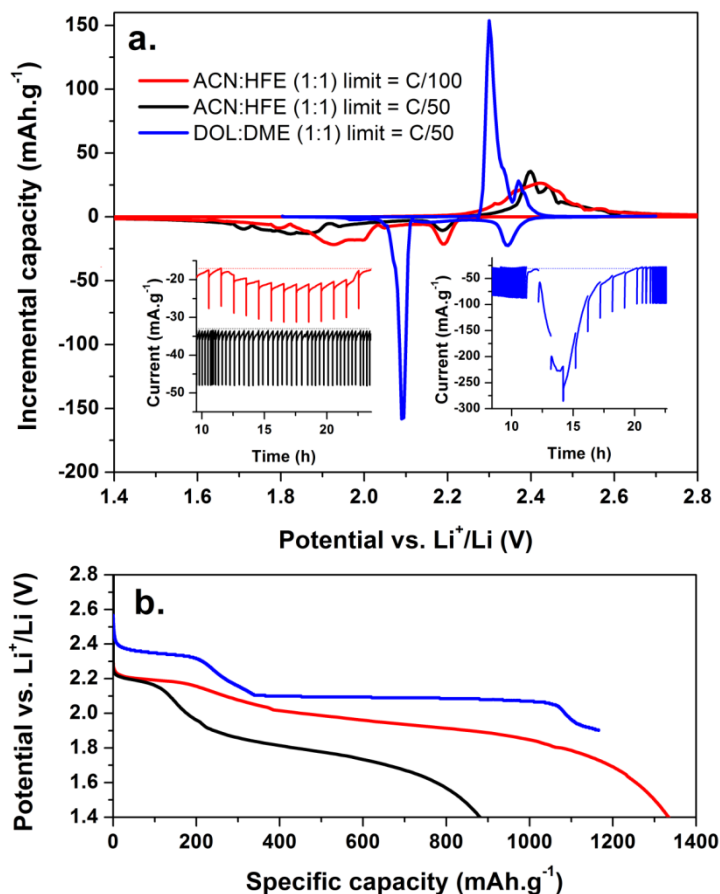 a.
ACN:HFE (1:1) limit = C/100
ACN:HFE (1:1) limit = C/50
DOL:DME (1:1) limit = C/50
Incremental capacity (mAh.g⁻¹)
150
100
50
0
-50
-100
-150
-200
1.4 1.6 1.8 2.0 2.2 2.4 2.6 2.8
Potential vs. Li⁺/Li (V)
Current (mA.g⁻¹)
-20
-30
-40
-50
10 15 20
Time (h)
Current (mA.g⁻¹)
-50
-100
-150
-200
-250
-300
10 15 20
Time (h)
b.
Potential vs. Li⁺/Li (V)
2.8
2.6
2.4
2.2
2.0
1.8
1.6
1.4
0 200 400 600 800 1000 1200 1400
Specific capacity (mAh.g⁻¹)